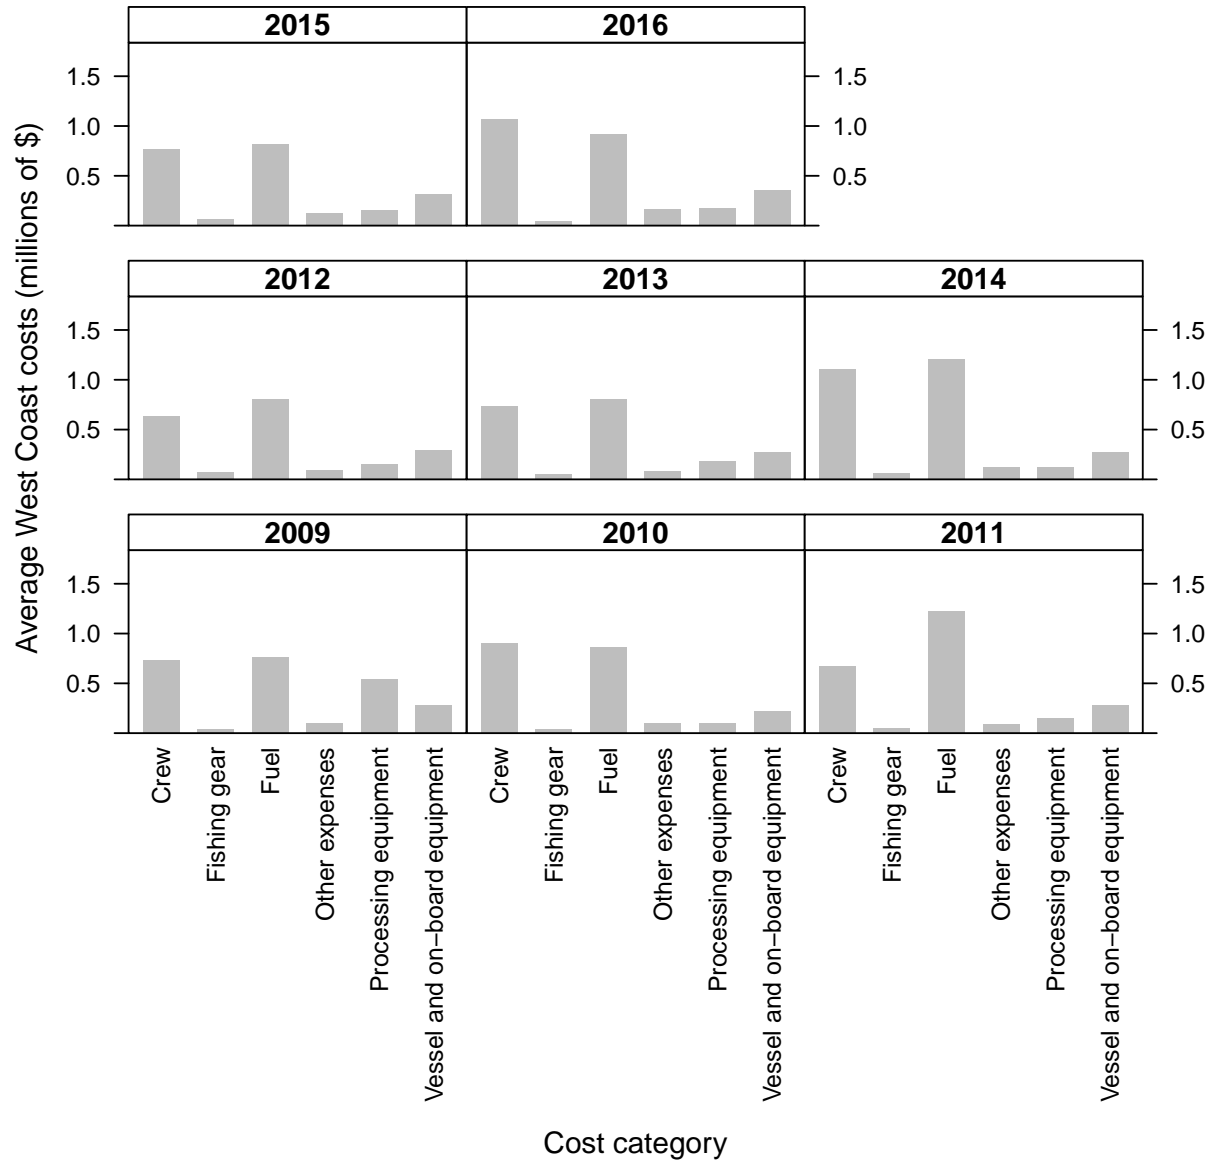 Average West Coast costs (millions of $)
2015
2016
1.5
1.0
0.5
1.5
1.0
0.5
2012
2013
2014
1.5
1.0
0.5
1.5
1.0
0.5
2009
2010
2011
1.5
1.0
0.5
1.5
1.0
0.5
Crew
Fishing gear
Fuel
Other expenses
Processing equipment
Vessel and on−board equipment
Crew
Fishing gear
Fuel
Other expenses
Processing equipment
Vessel and on−board equipment
Crew
Fishing gear
Fuel
Other expenses
Processing equipment
Vessel and on−board equipment
Cost category